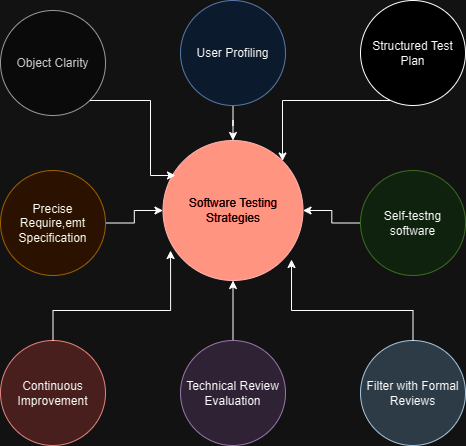 Object Clarity
User Profiling
Structured Test
Plan
Precise
Require,emt
Specification
Software Testing
Strategies
Self-testng
software
Continuous
Improvement
Technical Review
Evaluation
Filter with Formal
Reviews